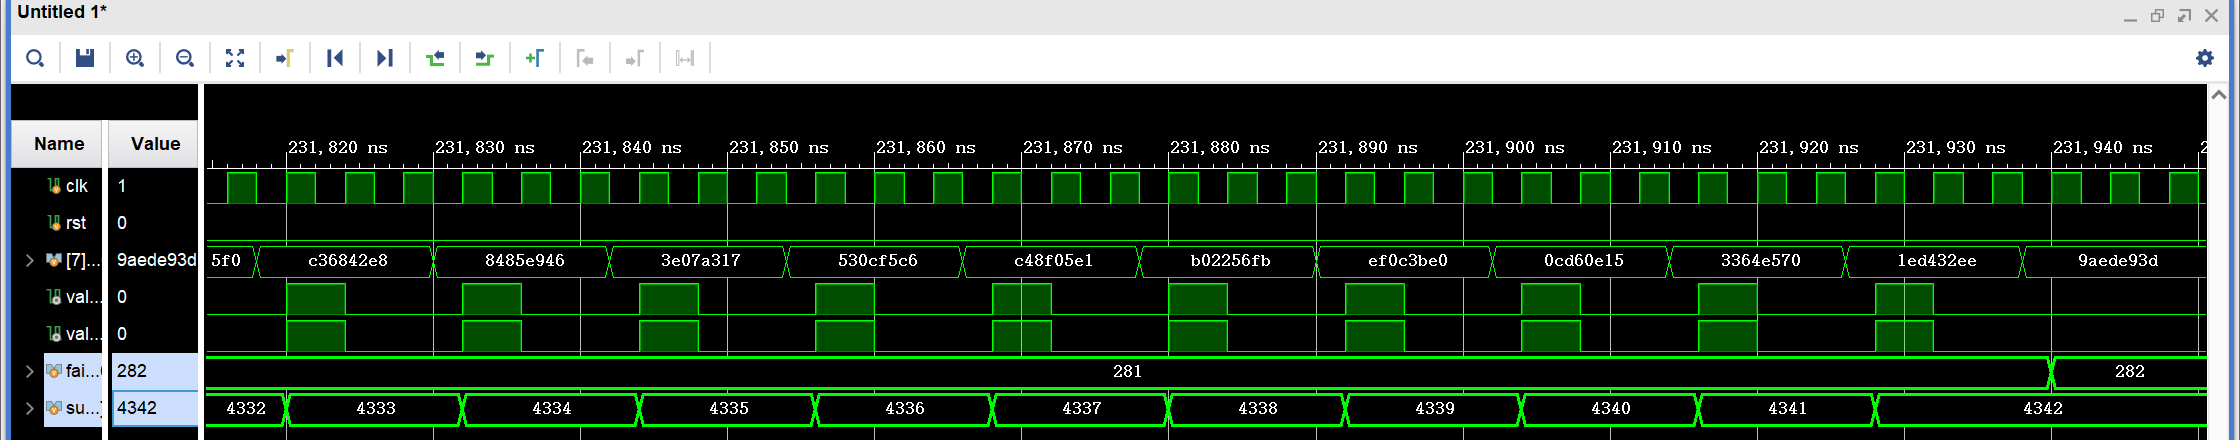 Untitled 1*
Name Value
231,820 ns 231,830 ns 231,840 ns 231,850 ns 231,860 ns 231,870 ns 231,880 ns 231,890 ns 231,900 ns 231,910 ns 231,920 ns 231,930 ns 231,940 ns 2
clk 1
rst 0
[7]... 9aede93d 5f0 c36842e8 8485e946 3e07a317 530cf5c6 c48f05e1 b02256fb ef0c3be0 0cd60e15 3364e570 1ed432ee 9aede93d
val... 0
val... 0
fai... 282 281 282
su...] 4342 4332 4333 4334 4335 4336 4337 4338 4339 4340 4341 4342